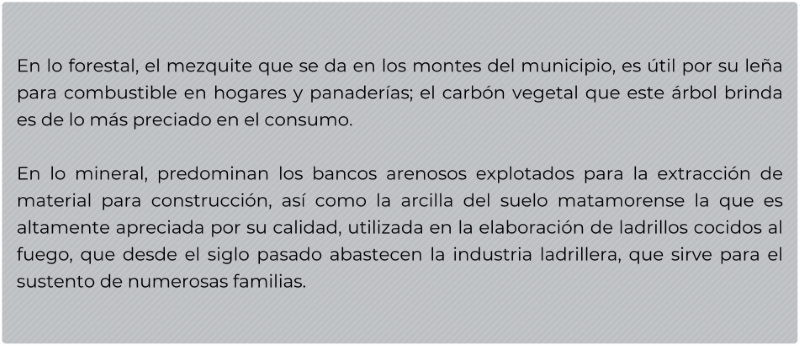 En lo forestal, el mezquite que se da en los montes del municipio, es útil por su leña
para combustible en hogares y panaderías; el carbón vegetal que este árbol brinda
es de lo más preciado en el consumo.
En lo mineral, predominan los bancos arenosos explotados para la extracción de
material para construcción, así como la arcilla del suelo matamorense la que es
altamente apreciada por su calidad, utilizada en la elaboración de ladrillos cocidos al
fuego, que desde el siglo pasado abastecen la industria ladrillera, que sirve para el
sustento de numerosas familias.